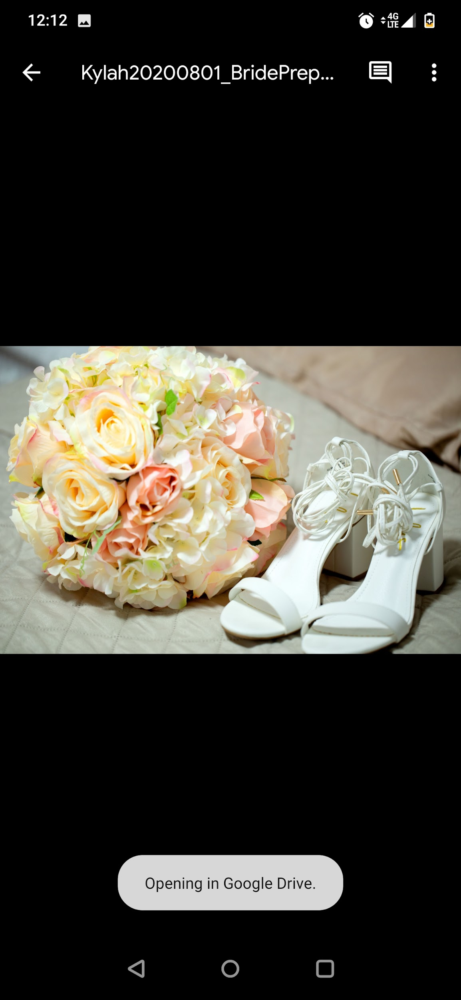 12:12
4G
LTE
Kylah20200801_BridePrep...
Opening in Google Drive.